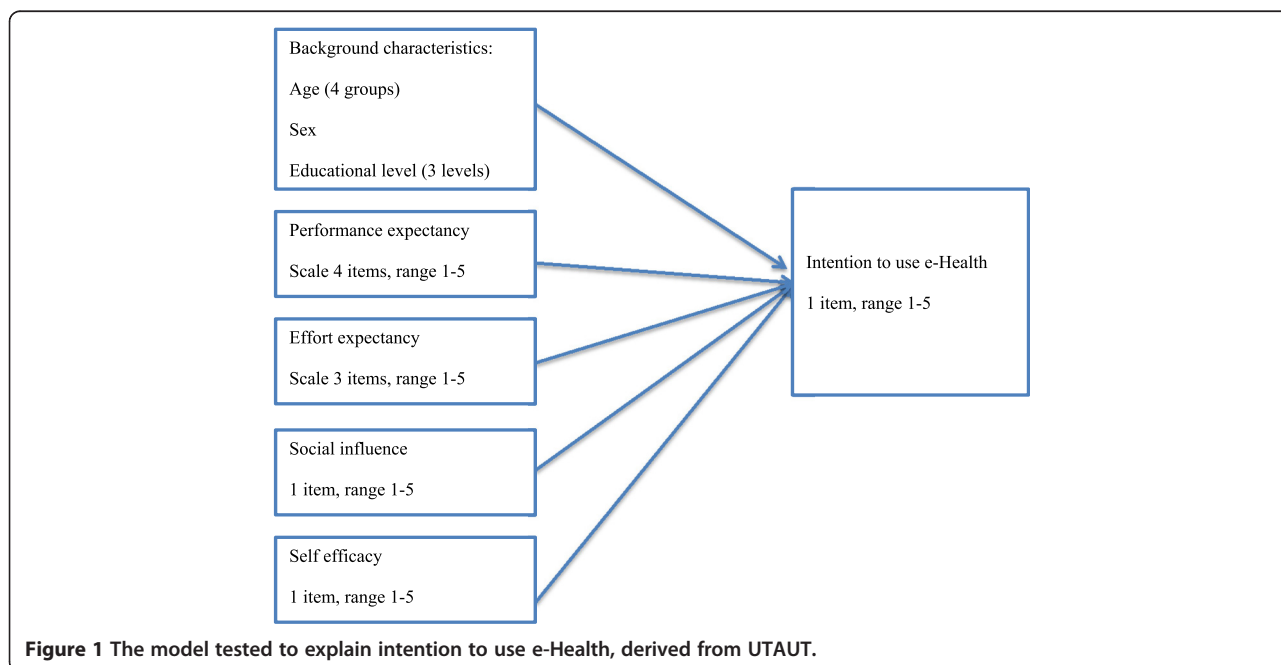 Background characteristics:
Age (4 groups)
Sex
Educational level (3 levels)
Performance expectancy
Scale 4 items, range 1-5
Effort expectancy
Scale 3 items, range 1-5
Social influence
1 item, range 1-5
Self efficacy
1 item, range 1-5
Intention to use e-Health
1 item, range 1-5
Figure 1 The model tested to explain intention to use e-Health, derived from UTAUT.